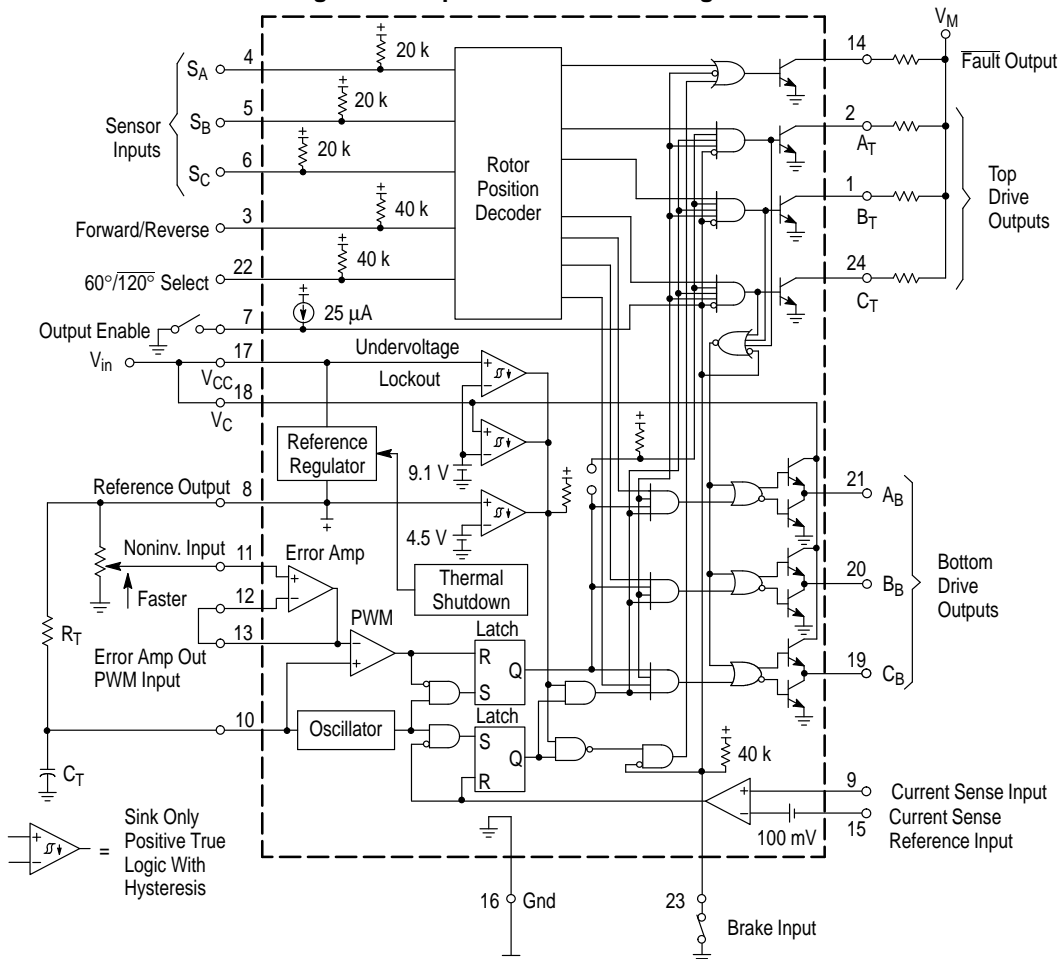 V_M
14
Fault Output
4
S_A
20 k
5
S_B
20 k
Sensor
Inputs
6
S_C
20 k
Rotor
Position
Decoder
2
A_T
Top
Drive
Outputs
3
Forward/Reverse
40 k
1
B_T
22
60°/120° Select
40 k
24
C_T
7
Output Enable
25 µA
V_in
17
V_CC
Undervoltage
Lockout
18
V_C
Reference
Regulator
9.1 V
Reference Output
8
4.5 V
21
A_B
Noninv. Input
11
Error Amp
Faster
12
Thermal
Shutdown
20
B_B
Bottom
Drive
Outputs
R_T
13
PWM
Error Amp Out
PWM Input
Latch
R
Q
S
19
C_B
10
Oscillator
Latch
S
Q
R
40 k
C_T
9
Current Sense Input
100 mV
15
Current Sense
Reference Input
=
Sink Only
Positive True
Logic With
Hysteresis
16
Gnd
23
Brake Input